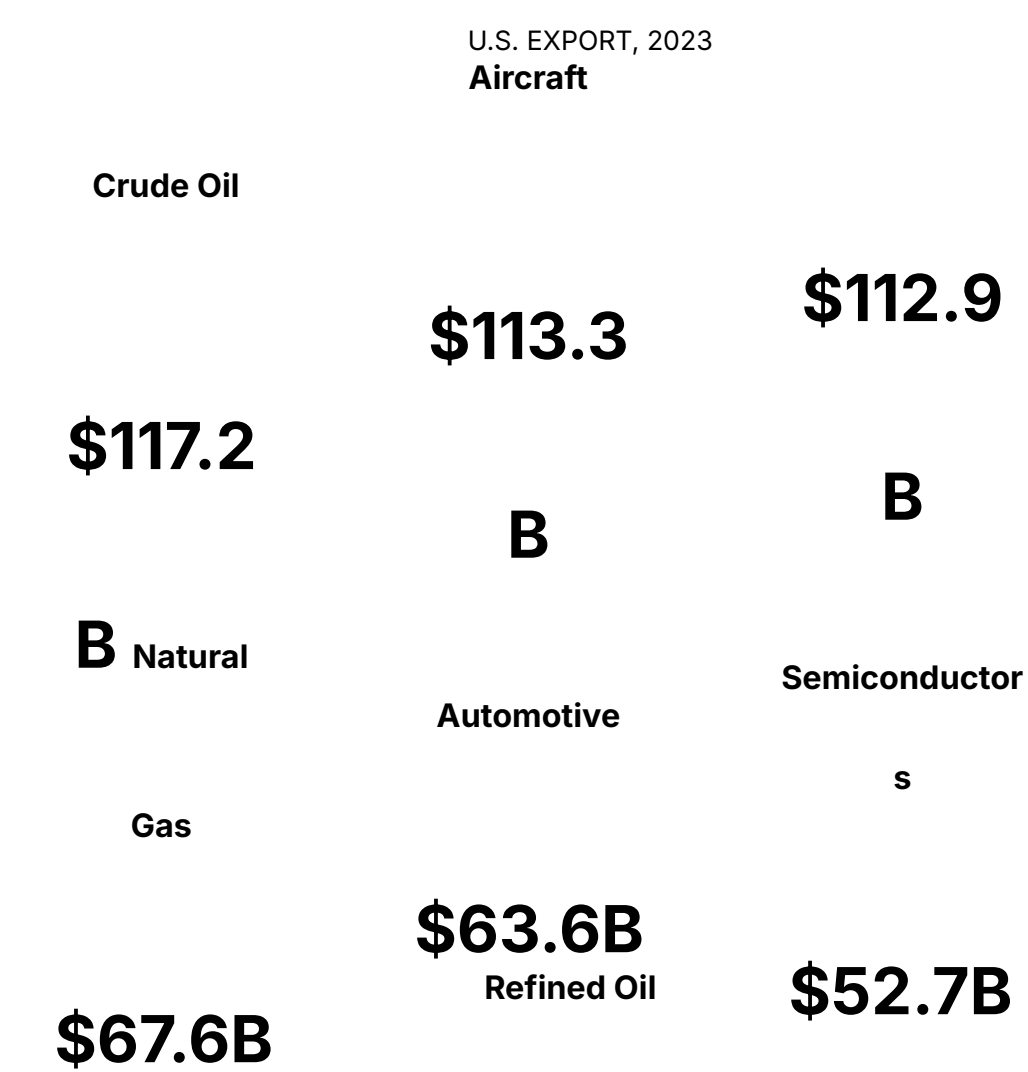 U.S. EXPORT, 2023
Aircraft
Crude Oil
$112.9
$113.3
$117.2
B
B
B
Natural
Semiconductor
Automotive
s
Gas
$63.6B
Refined Oil
$52.7B
$67.6B